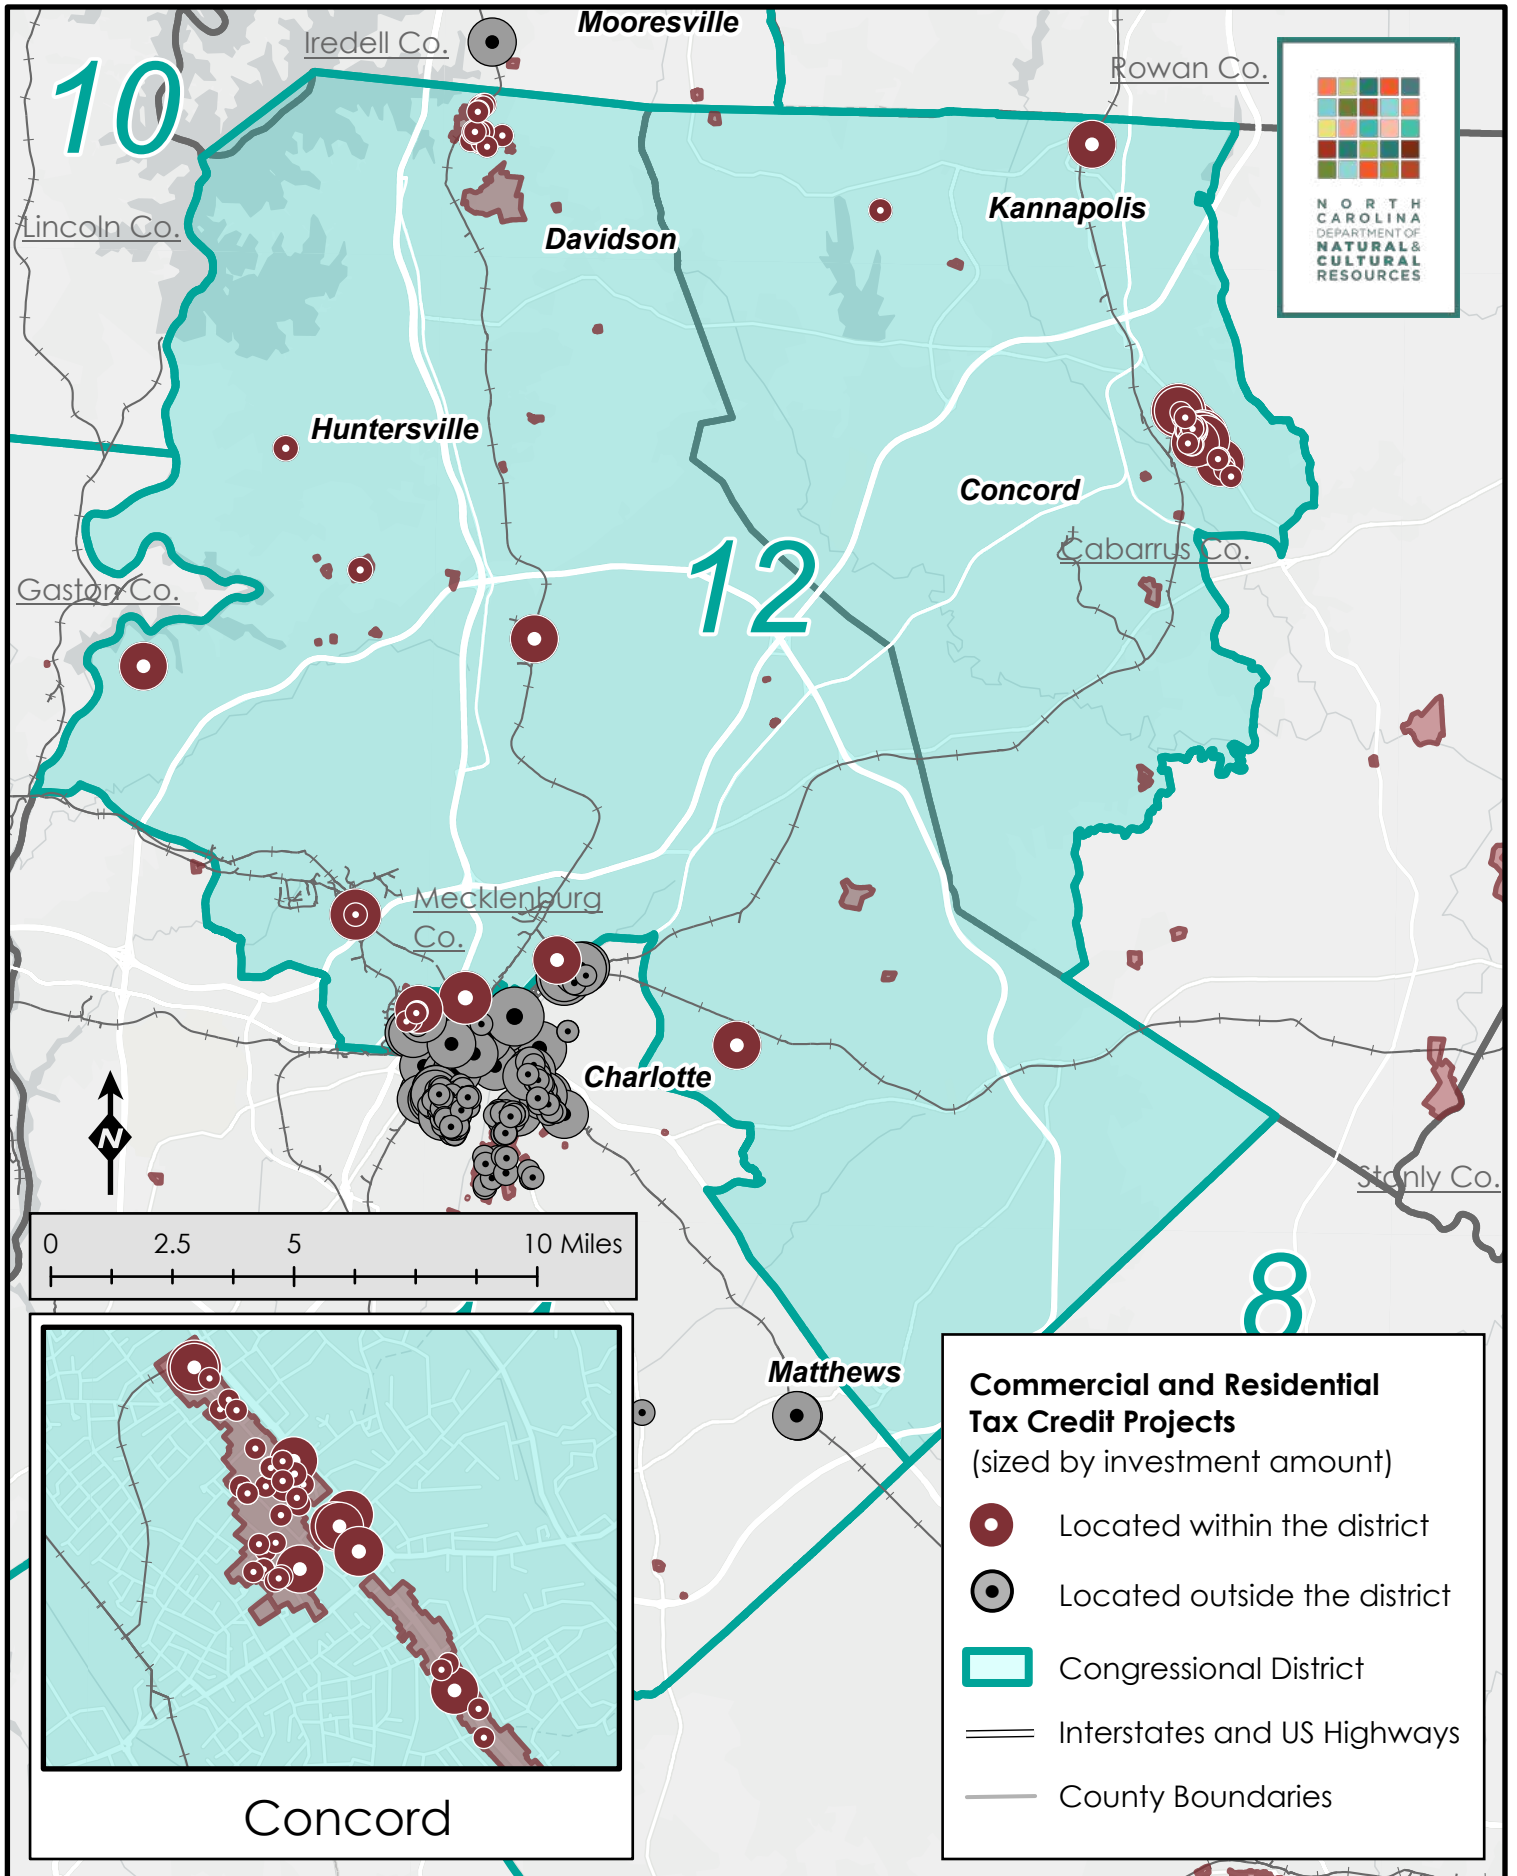 Mooresville
Iredell Co.
Rowan Co.
10
NORTH
CAROLINA
DEPARTMENT OF
NATURAL &
CULTURAL
RESOURCES
Kannapolis
Lincoln Co.
Davidson
Huntersville
Concord
12
Cabarrus Co.
Gaston Co.
Mecklenburg
Co.
Charlotte
N
Stanly Co.
0 2.5 5 10 Miles
8
Matthews
Commercial and Residential
Tax Credit Projects
(sized by investment amount)
Located within the district
Located outside the district
Congressional District
Interstates and US Highways
County Boundaries
Concord